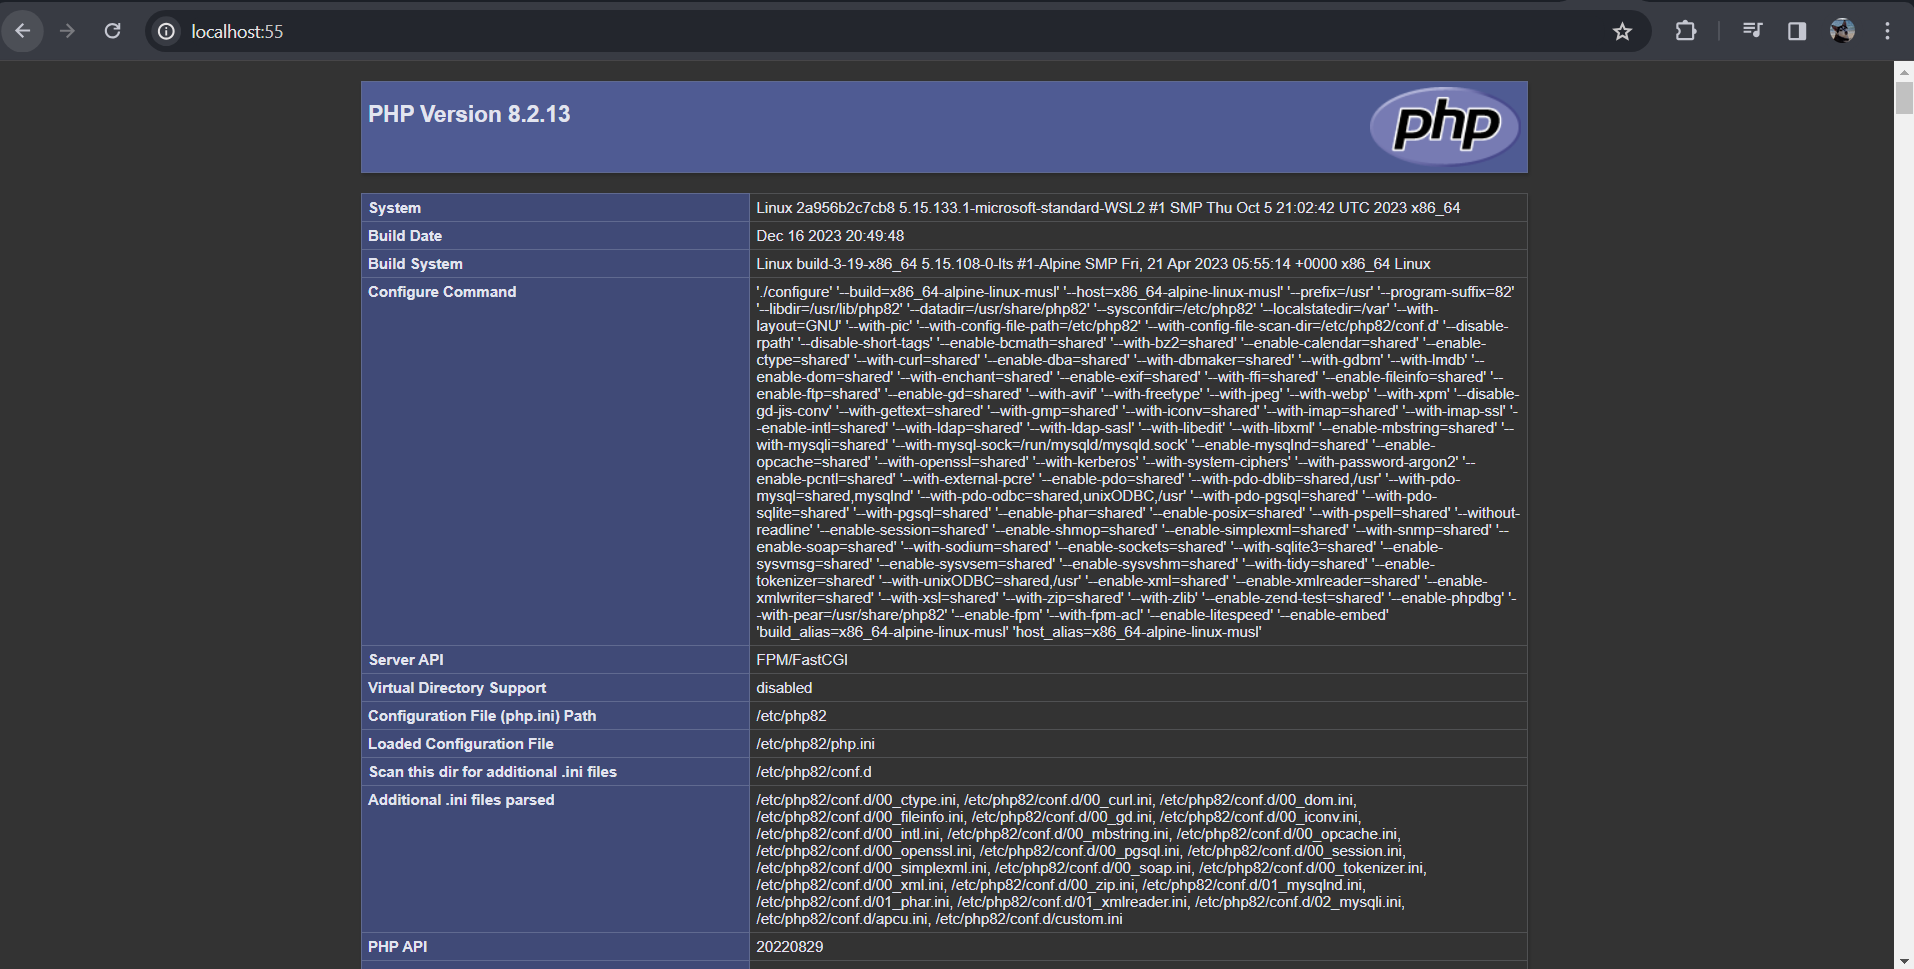 localhost:55
PHP Version 8.2.13
php
System
Linux 2a956b2c7cb8 5.15.133.1-microsoft-standard-WSL2 #1 SMP Thu Oct 5 21:02:42 UTC 2023 x86_64
Build Date
Dec 16 2023 20:49:48
Build System
Linux build-3-19-x86_64 5.15.108-0-lts #1-Alpine SMP Fri, 21 Apr 2023 05:55:14 +0000 x86_64 Linux
Configure Command
'./configure' '--build=x86_64-alpine-linux-musl' '--host=x86_64-alpine-linux-musl' '--prefix=/usr' '--program-suffix=82'
'--libdir=/usr/lib/php82' '--datadir=/usr/share/php82' '--sysconfdir=/etc/php82' '--localstatedir=/var' '--with-
layout=GNU' '--with-pic' '--with-config-file-path=/etc/php82' '--with-config-file-scan-dir=/etc/php82/conf.d' '--disable-
rpath' '--disable-short-tags' '--enable-bcmath=shared' '--with-bz2=shared' '--enable-calendar=shared' '--enable-
ctype=shared' '--with-curl=shared' '--enable-dba=shared' '--with-dbmaker=shared' '--with-gdbm' '--with-lmdb' '--
enable-dom=shared' '--with-enchant=shared' '--enable-exif=shared' '--with-ffi=shared' '--enable-fileinfo=shared' '--
enable-ftp=shared' '--enable-gd=shared' '--with-avif' '--with-freetype' '--with-jpeg' '--with-webp' '--with-xpm' '--disable-
gd-jis-conv' '--with-gettext=shared' '--with-gmp=shared' '--with-iconv=shared' '--with-imap=shared' '--with-imap-ssl' '-
-enable-intl=shared' '--with-ldap=shared' '--with-ldap-sasl' '--with-libedit' '--with-libxml' '--enable-mbstring=shared' '--
with-mysqli=shared' '--with-mysql-sock=/run/mysqld/mysqld.sock' '--enable-mysqlnd=shared' '--enable-
opcache=shared' '--with-openssl=shared' '--with-kerberos' '--with-system-ciphers' '--with-password-argon2' '--
enable-pcntl=shared' '--with-external-pcre' '--enable-pdo=shared' '--with-pdo-dblib=shared,/usr' '--with-pdo-
mysql=shared,mysqlnd' '--with-pdo-odbc=shared,unixODBC,/usr' '--with-pdo-pgsql=shared' '--with-pdo-
sqlite=shared' '--with-pgsql=shared' '--enable-phar=shared' '--enable-posix=shared' '--with-pspell=shared' '--without-
readline' '--enable-session=shared' '--enable-shmop=shared' '--enable-simplexml=shared' '--with-snmp=shared' '--
enable-soap=shared' '--with-sodium=shared' '--enable-sockets=shared' '--with-sqlite3=shared' '--enable-
sysvmsg=shared' '--enable-sysvsem=shared' '--enable-sysvshm=shared' '--with-tidy=shared' '--enable-
tokenizer=shared' '--with-unixODBC=shared,/usr' '--enable-xml=shared' '--enable-xmlreader=shared' '--enable-
xmlwriter=shared' '--with-xsl=shared' '--with-zip=shared' '--with-zlib' '--enable-zend-test=shared' '--enable-phpdbg' '-
-with-pear=/usr/share/php82' '--enable-fpm' '--with-fpm-acl' '--enable-litespeed' '--enable-embed'
'build_alias=x86_64-alpine-linux-musl' 'host_alias=x86_64-alpine-linux-musl'
Server API
FPM/FastCGI
Virtual Directory Support
disabled
Configuration File (php.ini) Path
/etc/php82
Loaded Configuration File
/etc/php82/php.ini
Scan this dir for additional .ini files
/etc/php82/conf.d
Additional .ini files parsed
/etc/php82/conf.d/00_ctype.ini, /etc/php82/conf.d/00_curl.ini, /etc/php82/conf.d/00_dom.ini,
/etc/php82/conf.d/00_fileinfo.ini, /etc/php82/conf.d/00_gd.ini, /etc/php82/conf.d/00_iconv.ini,
/etc/php82/conf.d/00_intl.ini, /etc/php82/conf.d/00_mbstring.ini, /etc/php82/conf.d/00_opcache.ini,
/etc/php82/conf.d/00_openssl.ini, /etc/php82/conf.d/00_pgsql.ini, /etc/php82/conf.d/00_session.ini,
/etc/php82/conf.d/00_simplexml.ini, /etc/php82/conf.d/00_soap.ini, /etc/php82/conf.d/00_tokenizer.ini,
/etc/php82/conf.d/00_xml.ini, /etc/php82/conf.d/00_zip.ini, /etc/php82/conf.d/01_mysqlnd.ini,
/etc/php82/conf.d/01_phar.ini, /etc/php82/conf.d/01_xmlreader.ini, /etc/php82/conf.d/02_mysqli.ini,
/etc/php82/conf.d/apcu.ini, /etc/php82/conf.d/custom.ini
PHP API
20220829